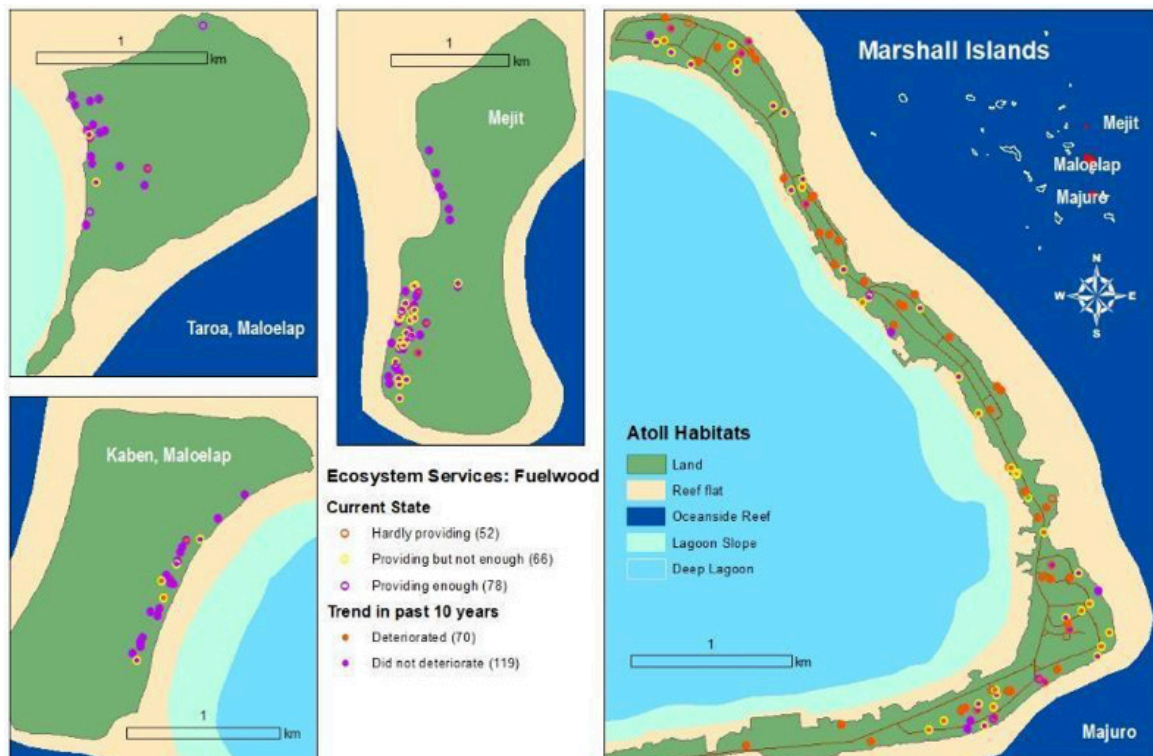 1
km
Taroa, Maloelap
1
km
Mejit
Kaben, Maloelap
1
km
Ecosystem Services: Fuelwood
Current State
Hardly providing (52)
Providing but not enough (66)
Providing enough (78)
Trend in past 10 years
Deteriorated (70)
Did not deteriorate (119)
Marshall Islands
Mejit
Maloelap
Majuro
N
W E
S
Atoll Habitats
Land
Reef flat
Oceanside Reef
Lagoon Slope
Deep Lagoon
1
km
Majuro